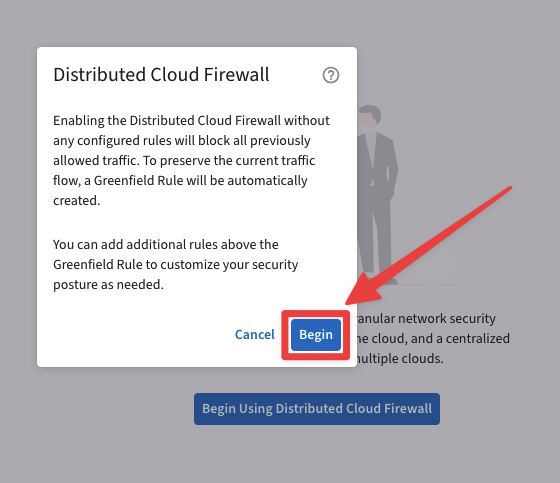 Distributed Cloud Firewall
?
Enabling the Distributed Cloud Firewall without
any configured rules will block all previously
allowed traffic. To preserve the current traffic
flow, a Greenfield Rule will be automatically
created.
You can add additional rules above the
Greenfield Rule to customize your security
posture as needed.
Cancel
Begin
network security
cloud, and a centralized
clouds.
Begin Using Distributed Cloud Firewall